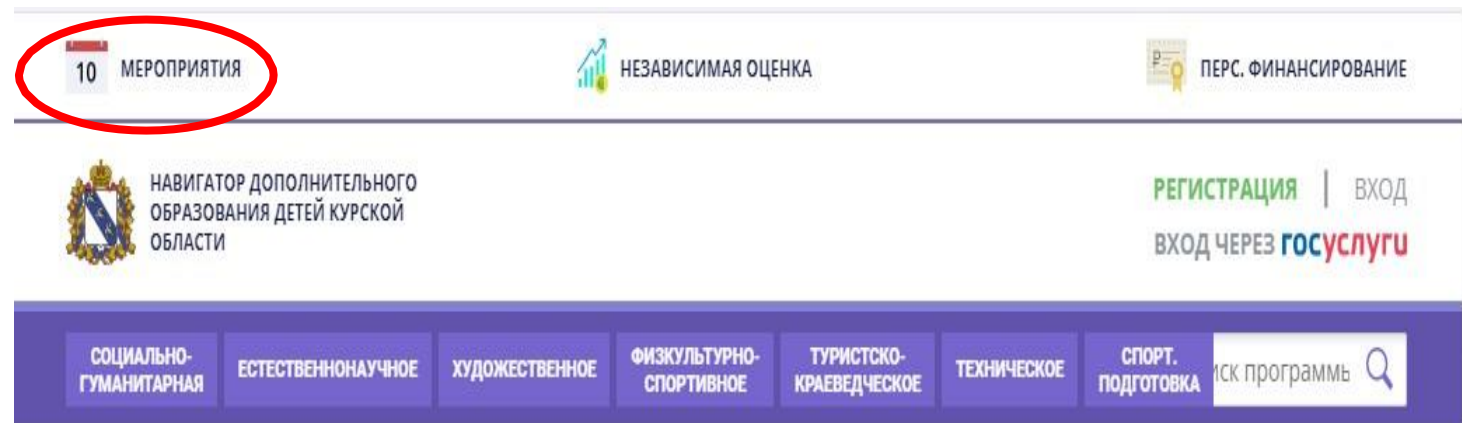 10 МЕРОПРИЯТИЯ
НЕЗАВИСИМАЯ ОЦЕНКА
ПЕРС. ФИНАНСИРОВАНИЕ
НАВИГАТОР ДОПОЛНИТЕЛЬНОГО
ОБРАЗОВАНИЯ ДЕТЕЙ КУРСКОЙ
ОБЛАСТИ
РЕГИСТРАЦИЯ | ВХОД
ВХОД ЧЕРЕЗ госуслуги
СОЦИАЛЬНО-
ГУМАНИТАРНАЯ
ЕСТЕСТВЕННОНАУЧНОЕ
ХУДОЖЕСТВЕННОЕ
ФИЗКУЛЬТУРНО-
СПОРТИВНОЕ
ТУРИСТСКО-
КРАЕВЕДЧЕСКОЕ
ТЕХНИЧЕСКОЕ
СПОРТ.
ПОДГОТОВКА
иск программы